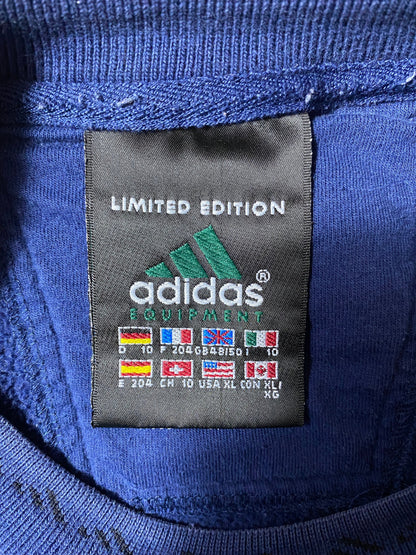 LIMITED EDITION
adidas®
EQUIPMENT
D 10 F 204 GB 48/50 I 10
E 204 CH 10 USA XL CDN XL/
XG